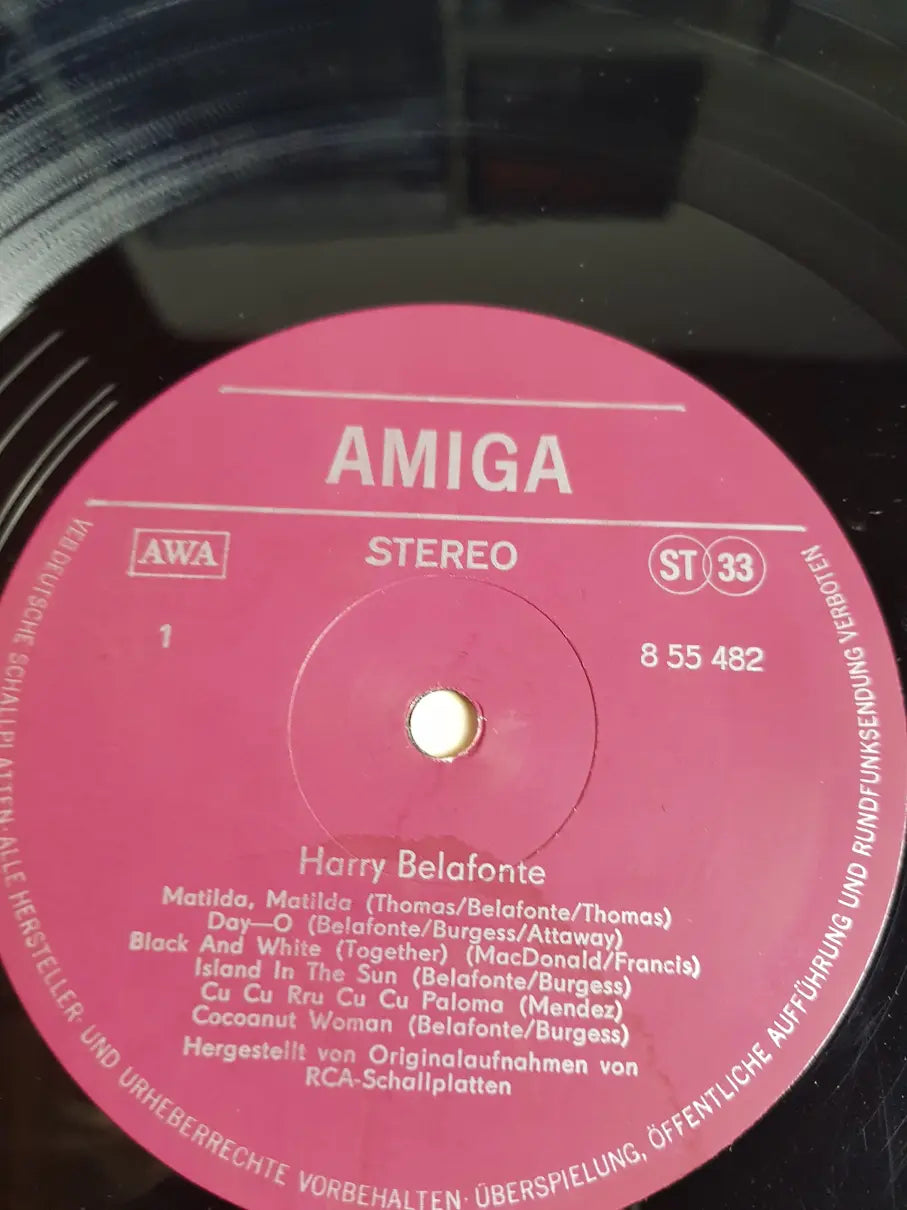 AMIGA
AWA
STEREO
ST 33
1
8 55 482
Harry Belafonte
Matilda, Matilda (Thomas/Belafonte/Thomas)
Day—O (Belafonte/Burgess/Attaway)
Black And White (Together) (MacDonald/Francis)
Island In The Sun (Belafonte/Burgess)
Cu Cu Rru Cu Cu Paloma (Mendez)
Cocoanut Woman (Belafonte/Burgess)
Hergestellt von Originalaufnahmen von
RCA-Schallplatten
VEB DEUTSCHE SCHALLPLATTEN · ALLE HERSTELLER- UND URHEBERRECHTE VORBEHALTEN · ÜBERSPIELUNG, ÖFFENTLICHE AUFFÜHRUNG UND RUNDFUNKSENDUNG VERBOTEN